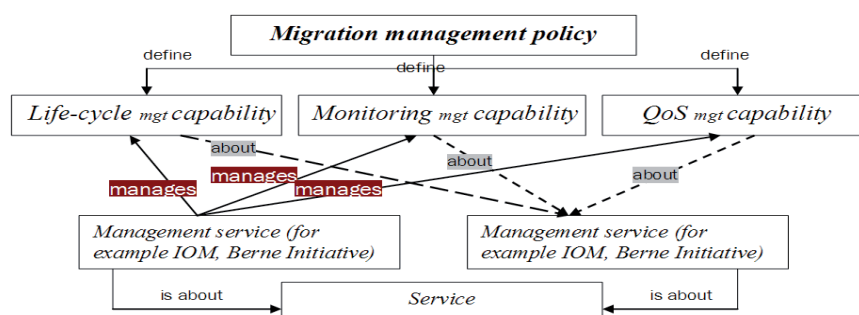 Migration management policy
define
define
define
Life-cycle mgt capability
Monitoring mgt capability
QoS mgt capability
about
about
about
manages
manages
manages
Management service (for
example IOM, Berne Initiative)
Management service (for
example IOM, Berne Initiative)
is about
Service
is about